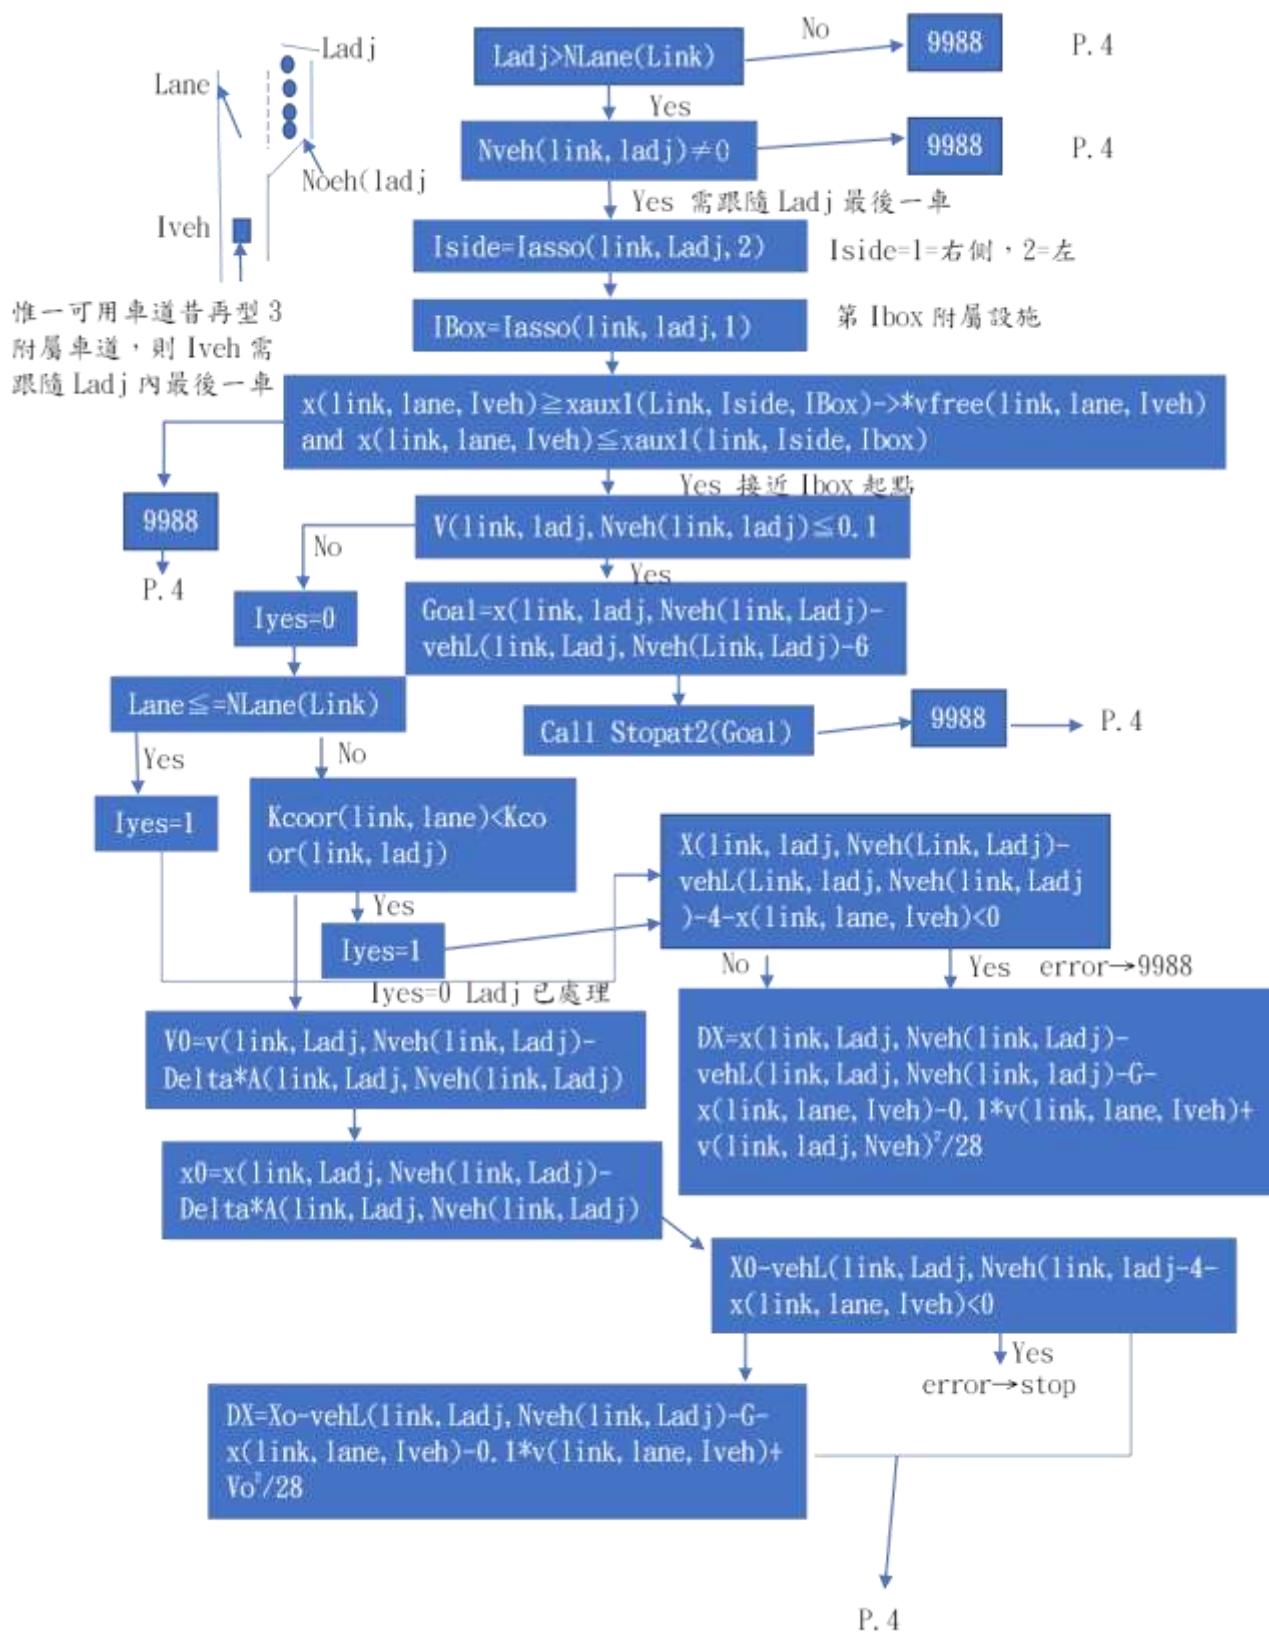 Ladj>NLane(Link)
No
9988
P.4
Ladj
Lane
Yes
Nveh(link,ladj)≠0
9988
P.4
Noeh(ladj
Yes 需跟隨 Ladj 最後一車
Iveh
Iside=Iasso(link,Ladj,2)
Iside=1=右側，2=左
惟一可用車道昔再型 3
附屬車道，則 Iveh 需
跟隨 Ladj 內最後一車
IBox=Iasso(link,ladj,1)
第 Ibox 附屬設施
x(link,lane,Iveh)≧xaux1(Link,Iside,IBox)->*vfree(link,lane,Iveh)
and x(link,lane,Iveh)≦xaux1(link,Iside,Ibox)
Yes 接近 Ibox 起點
9988
P.4
V(link,ladj,Nveh(link,ladj)≦0.1
No
Yes
Iyes=0
Goal=x(link,ladj,Nveh(link,Ladj)-
vehL(link,Ladj,Nveh(Link,Ladj)-6
Lane≦=NLane(Link)
Call Stopat2(Goal)
9988
P.4
Yes
No
Iyes=1
Kcoor(link,lane)<Kco
or(link,ladj)
X(link,ladj,Nveh(Link,Ladj)-
vehL(Link,ladj,Nveh(link,Ladj
)-4-x(link,lane,Iveh)<0
Yes
Iyes=1
No
Yes error→9988
Iyes=0 Ladj 已處理
V0=v(link,Ladj,Nveh(link,Ladj)-
Delta*A(link,Ladj,Nveh(link,Ladj)
DX=x(link,Ladj,Nveh(link,Ladj)-
vehL(link,Ladj,Nveh(link,ladj)-G-
x(link,lane,Iveh)-0.1*v(link,lane,Iveh)+
v(link,ladj,Nveh)²/28
x0=x(link,Ladj,Nveh(link,Ladj)-
Delta*A(link,Ladj,Nveh(link,Ladj)
X0-vehL(link,Ladj,Nveh(link,ladj-4-
x(link,lane,Iveh)<0
Yes
error→stop
DX=Xo-vehL(link,Ladj,Nveh(link,Ladj)-G-
x(link,lane,Iveh)-0.1*v(link,lane,Iveh)+
Vo²/28
P.4